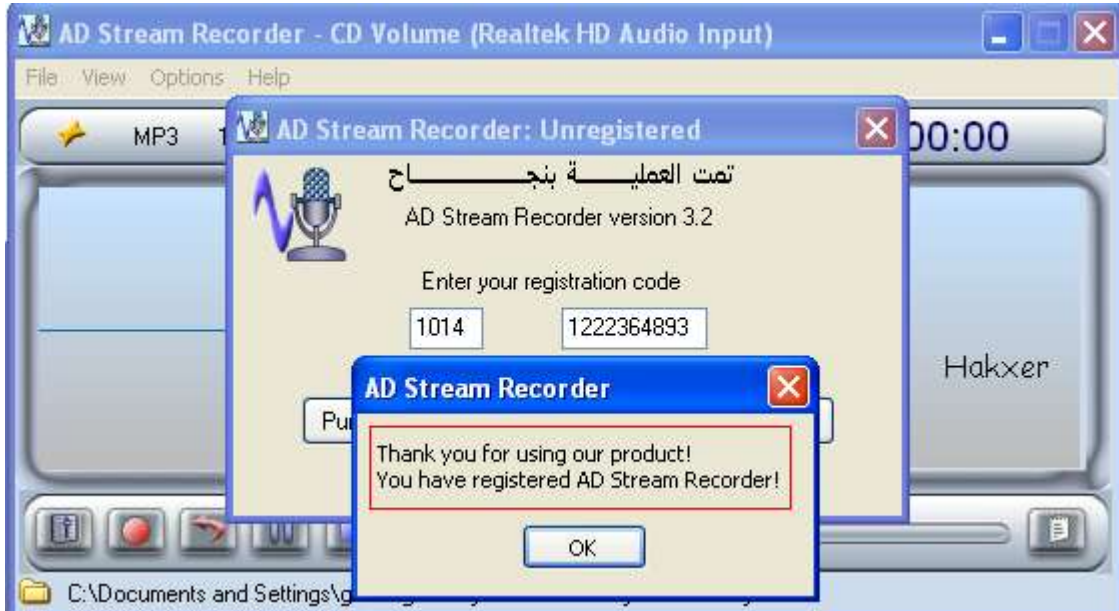 AD Stream Recorder - CD Volume (Realtek HD Audio Input)
File View Options Help
MP3
00:00
AD Stream Recorder: Unregistered
تمت العمليـــــة بنجـــــــــاح
AD Stream Recorder version 3.2
Enter your registration code
1014 1222364893
Hakxer
AD Stream Recorder
Thank you for using our product!
You have registered AD Stream Recorder!
OK
C:\Documents and Settings\g